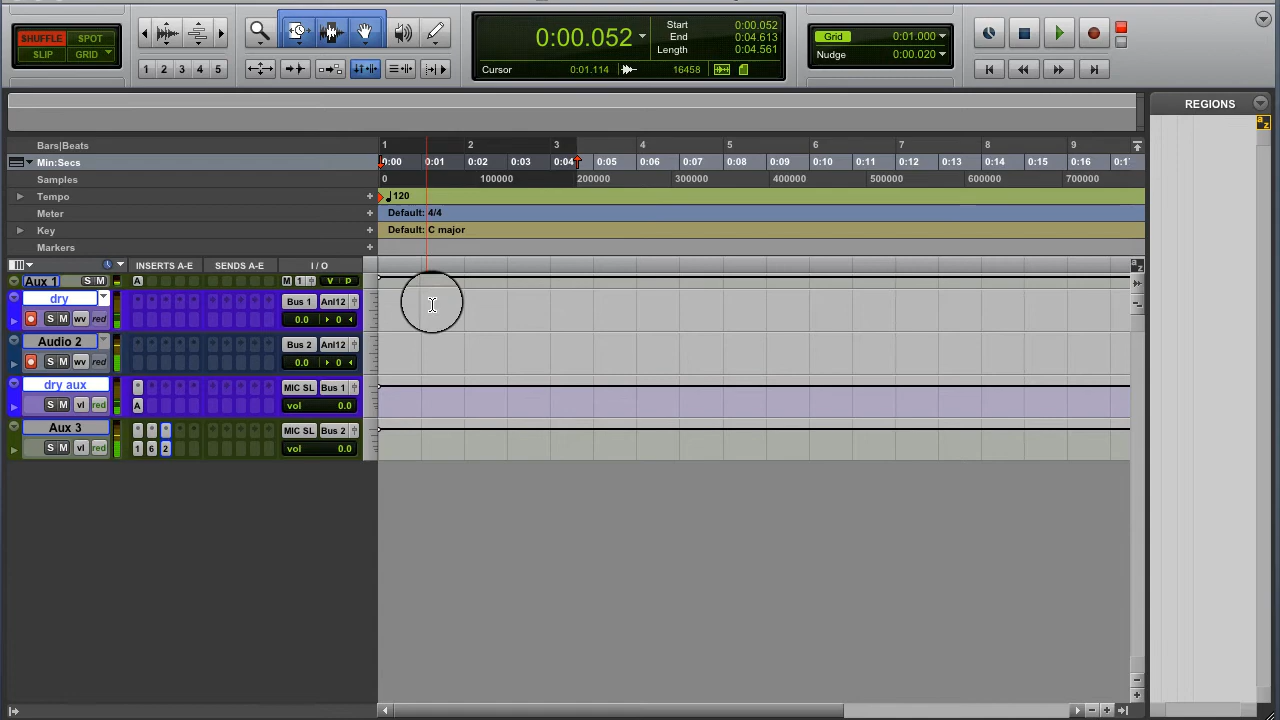 SHUFFLE SPOT
SLIP GRID
1 2 3 4 5
0:00.052
Start 0:00.052
End 0:04.613
Length 0:04.561
Cursor 0:01.114 16458
Grid 0:01.000
Nudge 0:00.020
REGIONS
a z
Bars|Beats 1 2 3 4 5 6 7 8 9
Min:Secs 0:00 0:01 0:02 0:03 0:04 0:05 0:06 0:07 0:08 0:09 0:10 0:11 0:12 0:13 0:14 0:15 0:16 0:1
Samples 0 100000 200000 300000 400000 500000 600000 700000
Tempo + 120
Meter + Default: 4/4
Key + Default: C major
Markers +
INSERTS A-E SENDS A-E I / O
a z
Aux 1 S M A M 1 V P
dry Bus 1 Anl12
S M wv red 0.0 0
Audio 2 Bus 2 Anl12
S M wv red 0.0 0
dry aux MIC SL Bus 1
S M vl red A vol 0.0
Aux 3 MIC SL Bus 2
S M vl red 1 6 2 vol 0.0